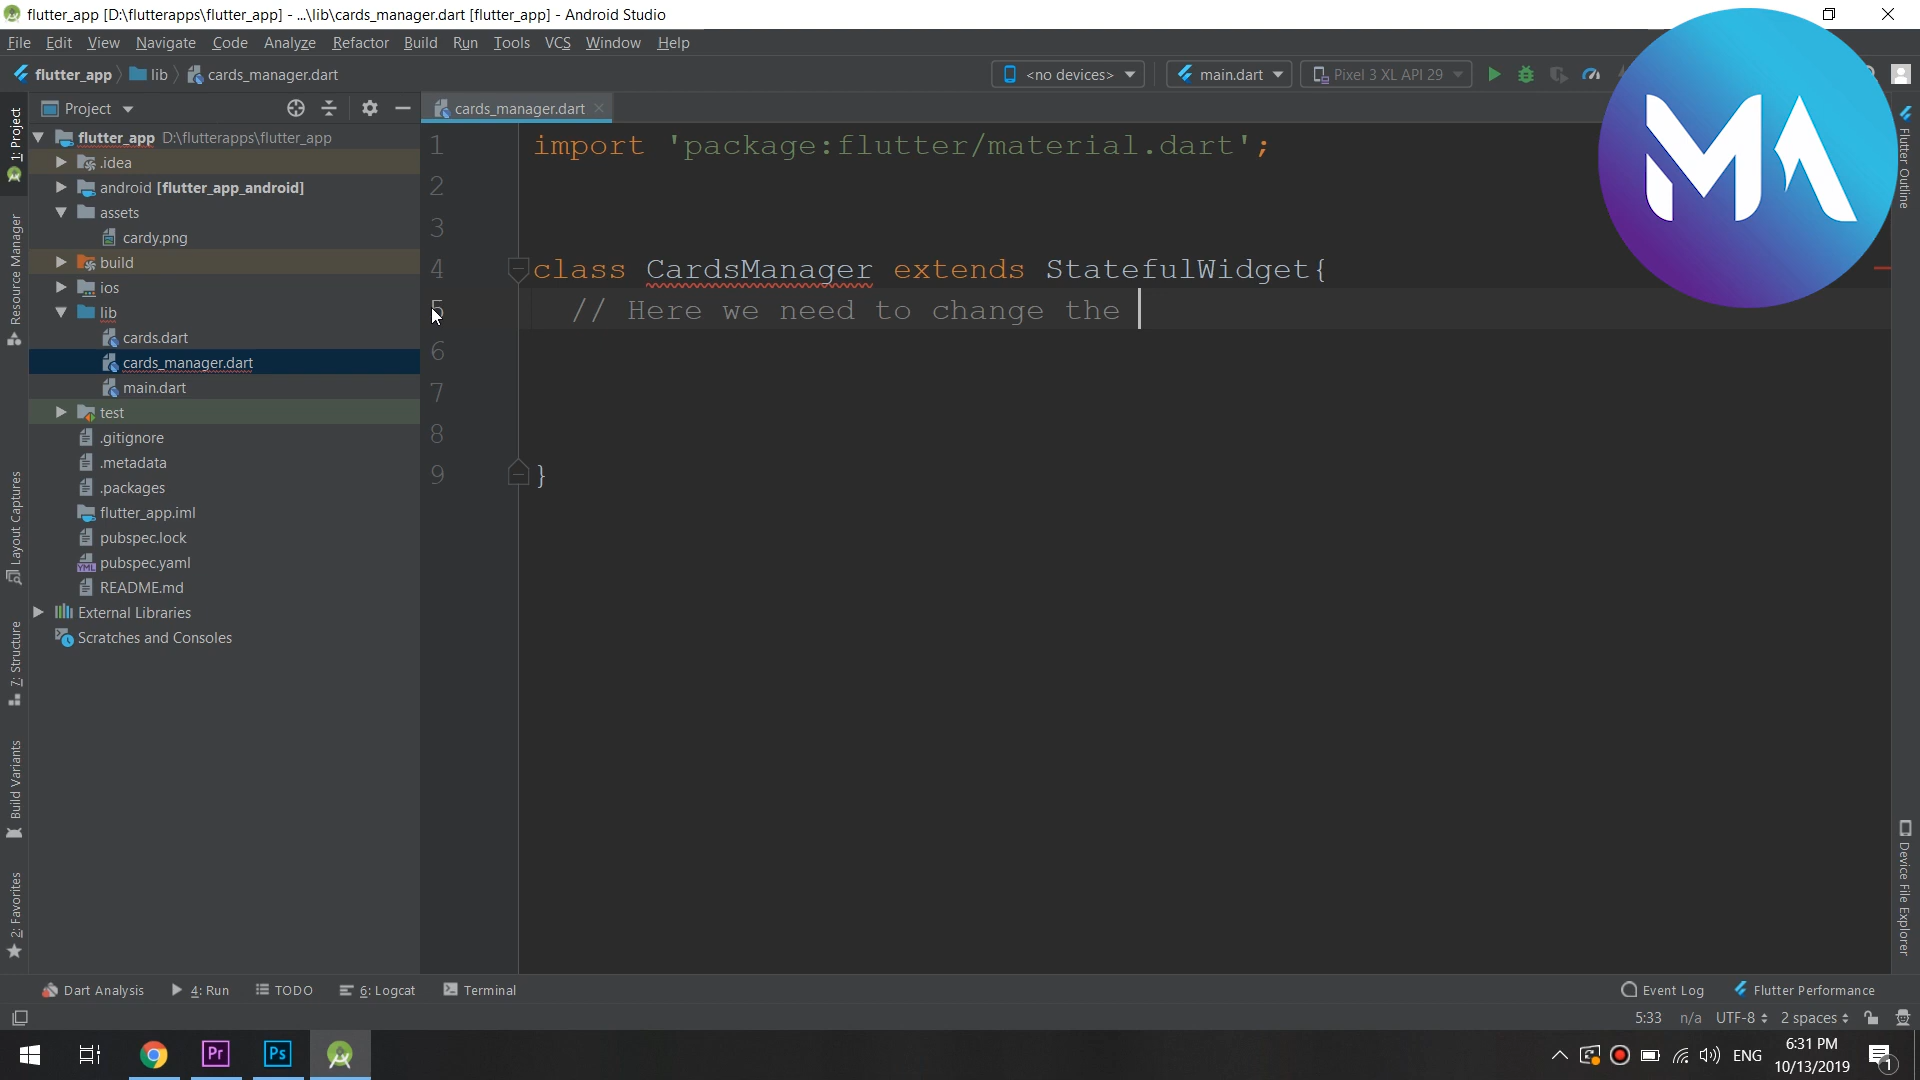 flutter_app [D:\flutterapps\flutter_app] - ...\lib\cards_manager.dart [flutter_app] - Android Studio
File Edit View Navigate Code Analyze Refactor Build Run Tools VCS Window Help
flutter_app lib cards_manager.dart <no devices> main.dart Pixel 3 XL API 29
MA
Project
cards_manager.dart
1: Project
Resource Manager
Layout Captures
7: Structure
Build Variants
2: Favorites
flutter_app D:\flutterapps\flutter_app
.idea
android [flutter_app_android]
assets
cardy.png
build
ios
lib
cards.dart
cards_manager.dart
main.dart
test
.gitignore
.metadata
.packages
flutter_app.iml
pubspec.lock
pubspec.yaml
README.md
External Libraries
Scratches and Consoles
1 import 'package:flutter/material.dart';
2
3
4 class CardsManager extends StatefulWidget{
5 // Here we need to change the
6
7
8
9 }
Flutter Outline
Device File Explorer
Dart Analysis 4: Run TODO 6: Logcat Terminal Event Log Flutter Performance
5:33 n/a UTF-8 2 spaces
Pr Ps ENG 6:31 PM
10/13/2019 1